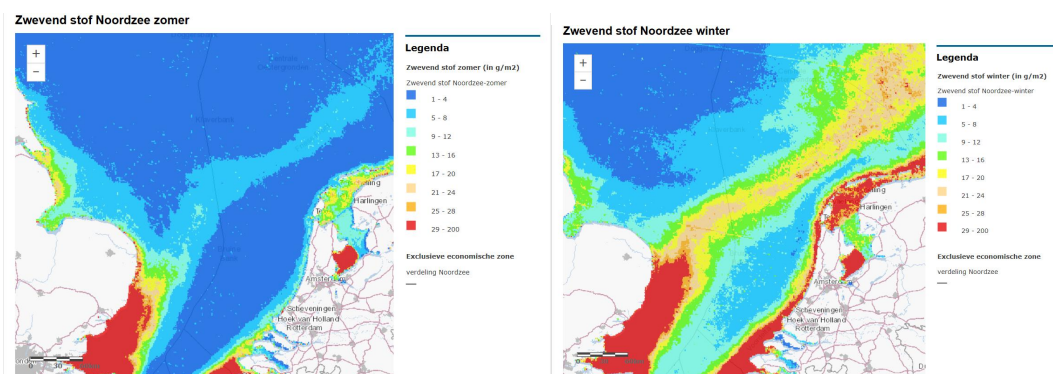 Zwevend stof Noordzee zomer
+
−
Harlingen
Amsterdam
Scheveningen
Hoek van Holland
Rotterdam
0 30
Legenda
Zwevend stof zomer (in g/m2)
Zwevend stof Noordzee-zomer
1 - 4
5 - 8
9 - 12
13 - 16
17 - 20
21 - 24
25 - 28
29 - 200
Exclusieve economische zone
verdeling Noordzee
Zwevend stof Noordzee winter
+
−
Harlingen
Amsterdam
Scheveningen
Hoek van Holland
Rotterdam
Legenda
Zwevend stof winter (in g/m2)
Zwevend stof Noordzee-winter
1 - 4
5 - 8
9 - 12
13 - 16
17 - 20
21 - 24
25 - 28
29 - 200
Exclusieve economische zone
verdeling Noordzee